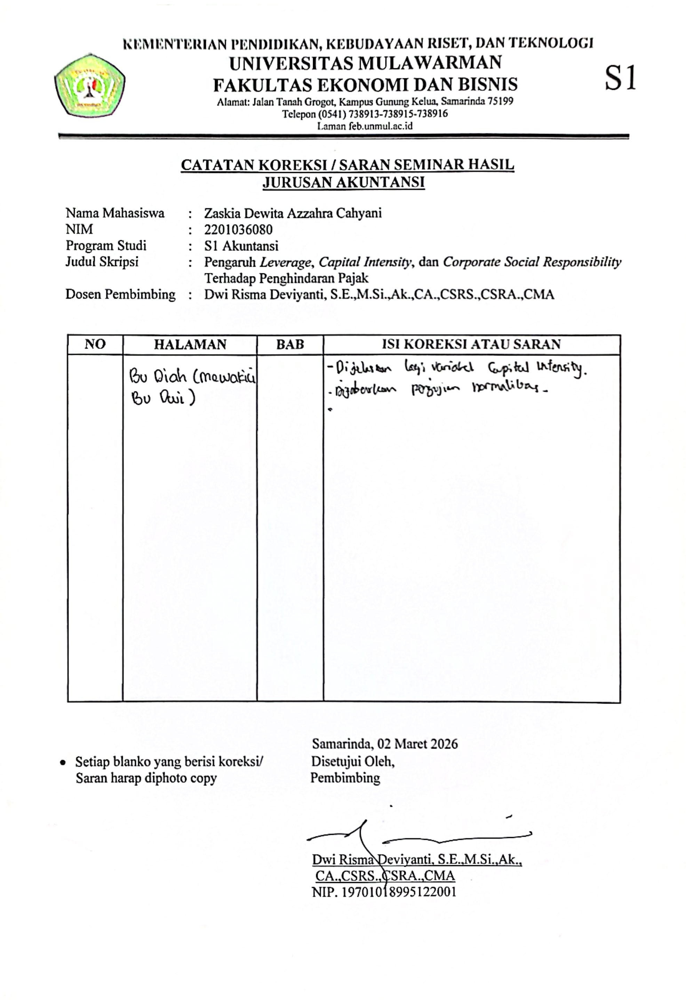 KEMENTERIAN PENDIDIKAN, KEBUDAYAAN RISET, DAN TEKNOLOGI
UNIVERSITAS MULAWARMAN
FAKULTAS EKONOMI DAN BISNIS
S1
Alamat: Jalan Tanah Grogot, Kampus Gunung Kelua, Samarinda 75199
Telepon (0541) 738913-738915-738916
Laman feb.unmul.ac.id
CATATAN KOREKSI / SARAN SEMINAR HASIL
JURUSAN AKUNTANSI
Nama Mahasiswa : Zaskia Dewita Azzahra Cahyani
NIM : 2201036080
Program Studi : S1 Akuntansi
Judul Skripsi : Pengaruh Leverage, Capital Intensity, dan Corporate Social Responsibility
Terhadap Penghindaran Pajak
Dosen Pembimbing : Dwi Risma Deviyanti, S.E.,M.Si.,Ak.,CA.,CSRS.,CSRA.,CMA
NO HALAMAN BAB ISI KOREKSI ATAU SARAN
Bu Diah (mewakili
Bu Dwi)
- Dijelaskan lagi variabel Capital Intensity.
- Dijabarkan pengujian normalitas.
Samarinda, 02 Maret 2026
• Setiap blanko yang berisi koreksi/ Disetujui Oleh,
Saran harap diphoto copy Pembimbing
Dwi Risma Deviyanti, S.E.,M.Si.,Ak.,
CA.,CSRS.,CSRA.,CMA
NIP. 19701018995122001